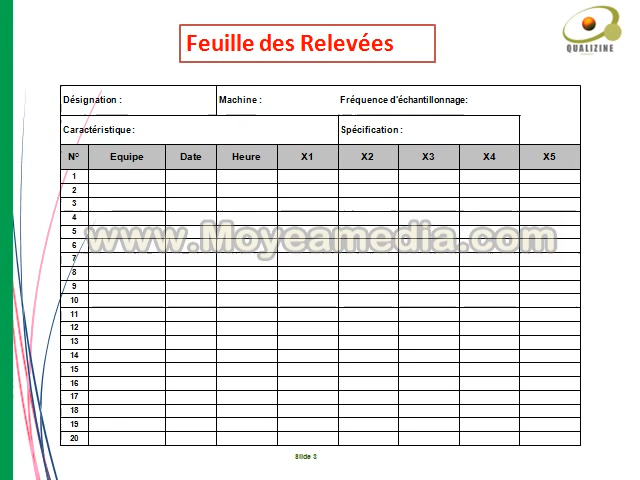 Feuille des Relevées
QUALIZINE
Désignation : Machine : Fréquence d'échantillonnage:
Caractéristique: Spécification :
N° Equipe Date Heure X1 X2 X3 X4 X5
1
2
3
4
5
6
7
8
9
10
11
12
13
14
15
16
17
18
19
20
www.Moyeamedia.com
Slide 3